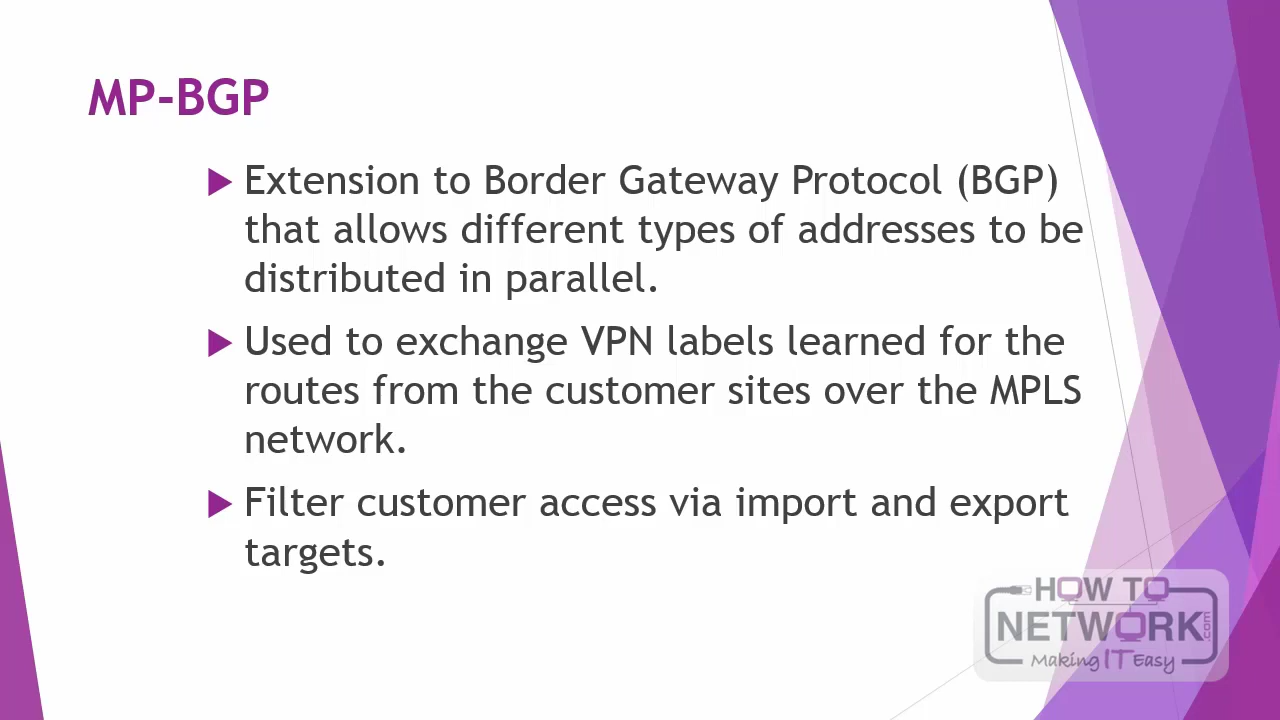 MP-BGP
Extension to Border Gateway Protocol (BGP)
that allows different types of addresses to be
distributed in parallel.
Used to exchange VPN labels learned for the
routes from the customer sites over the MPLS
network.
Filter customer access via import and export
targets.
HOW TO
NETWORK.com
Making IT Easy